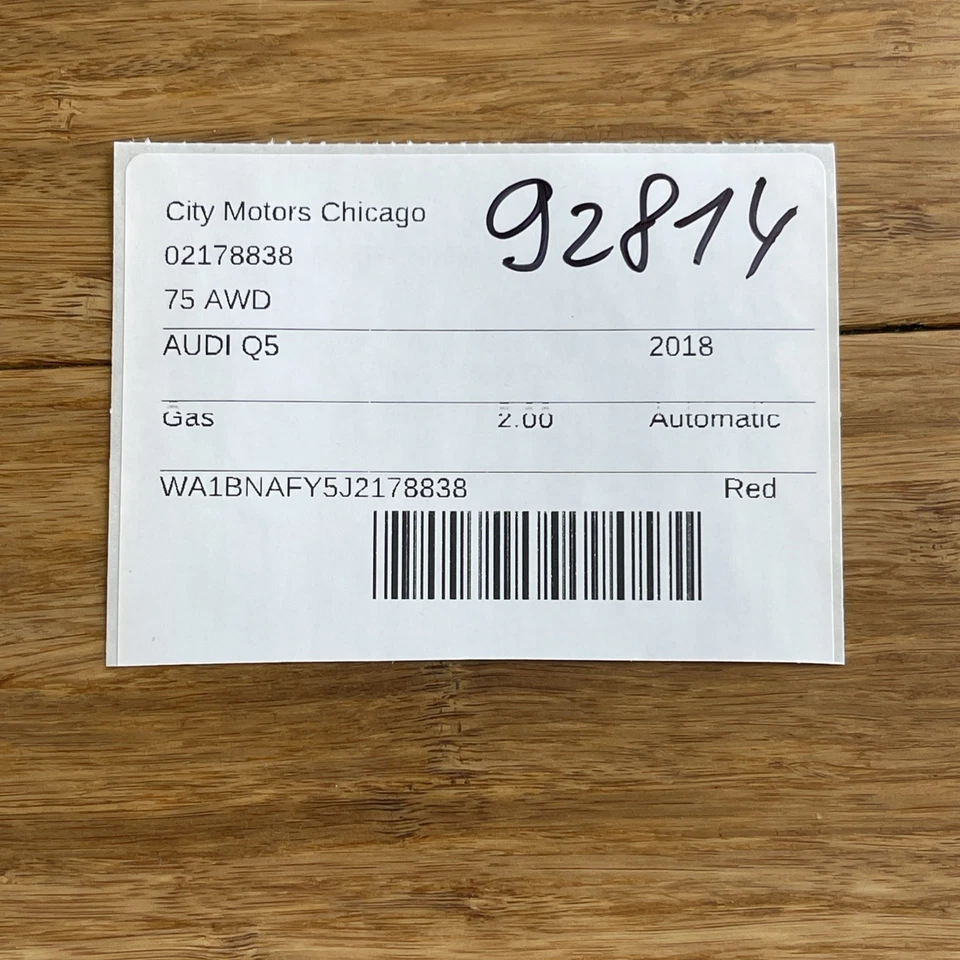 City Motors Chicago 92814
02178838
75 AWD
AUDI Q5 2018
Gas 2.00 Automatic
WA1BNAFY5J2178838 Red